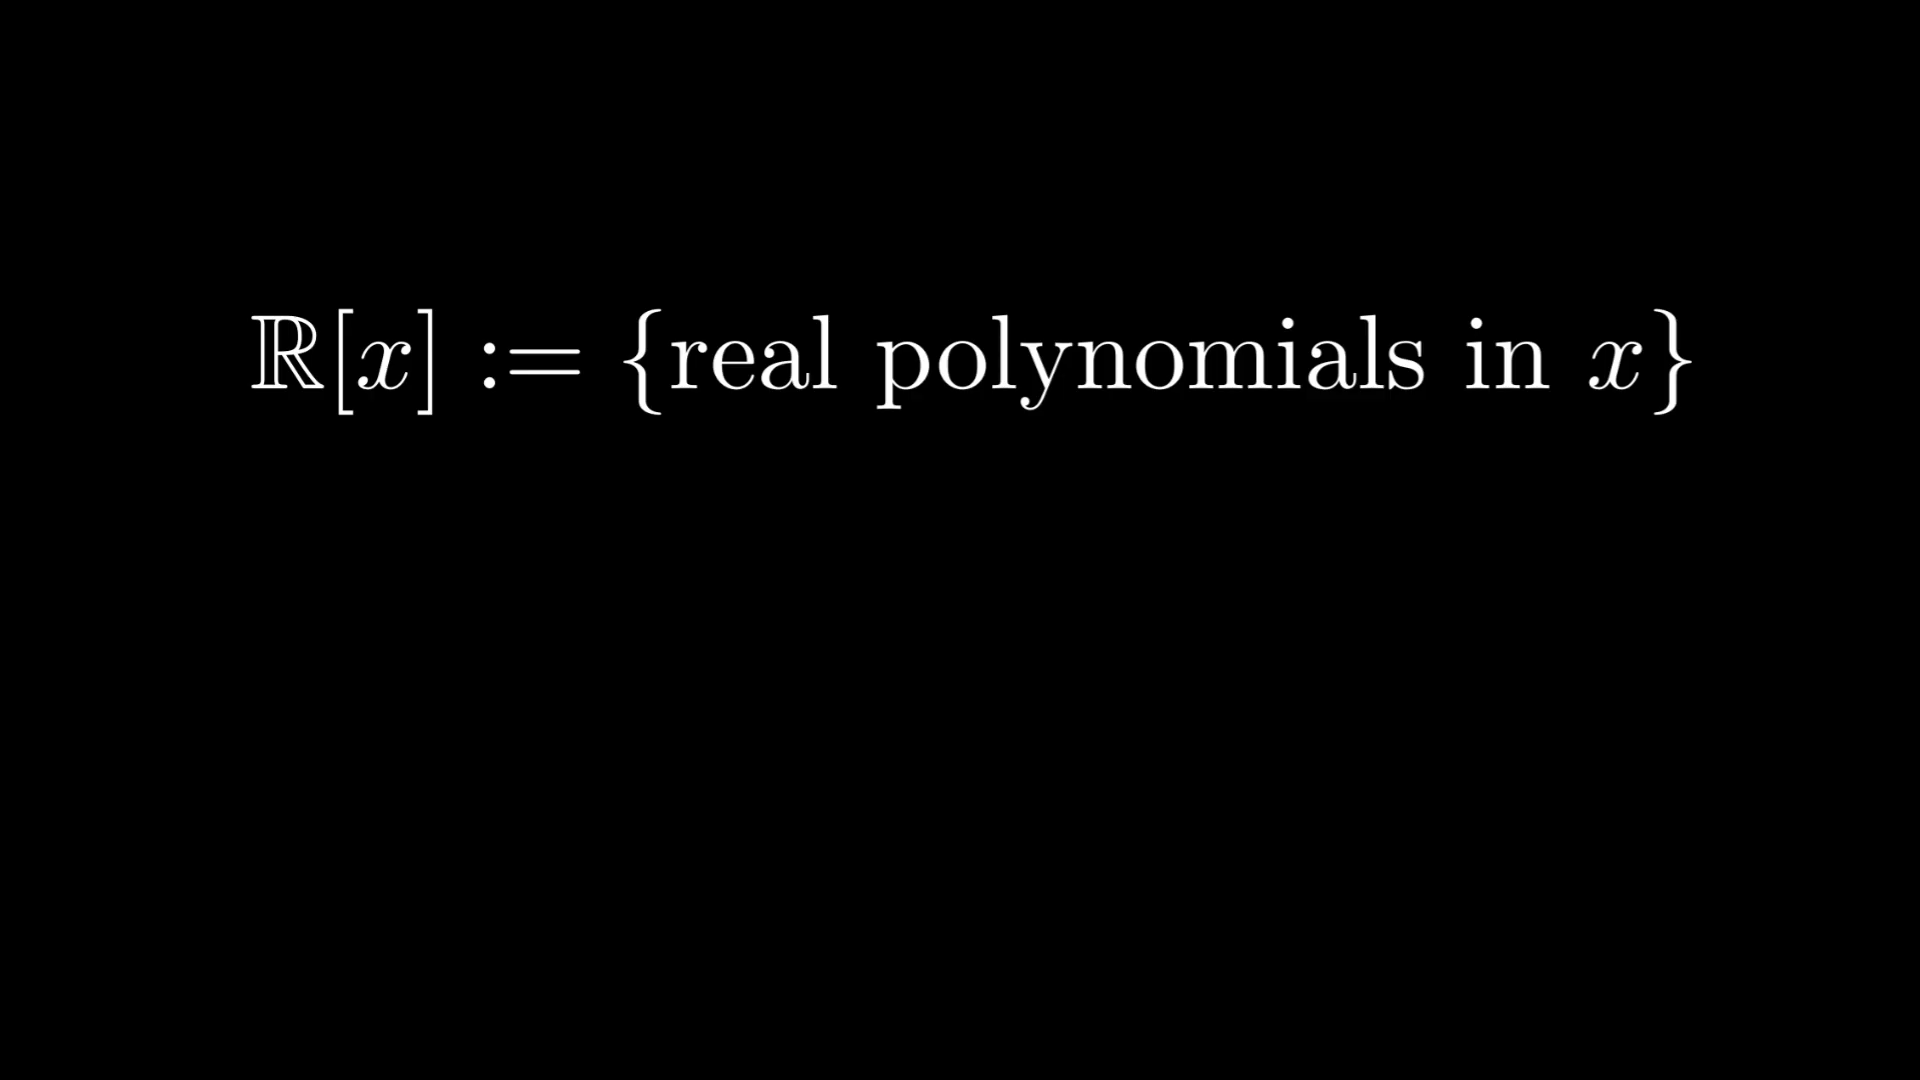 ℝ[x] := {real polynomials in x}